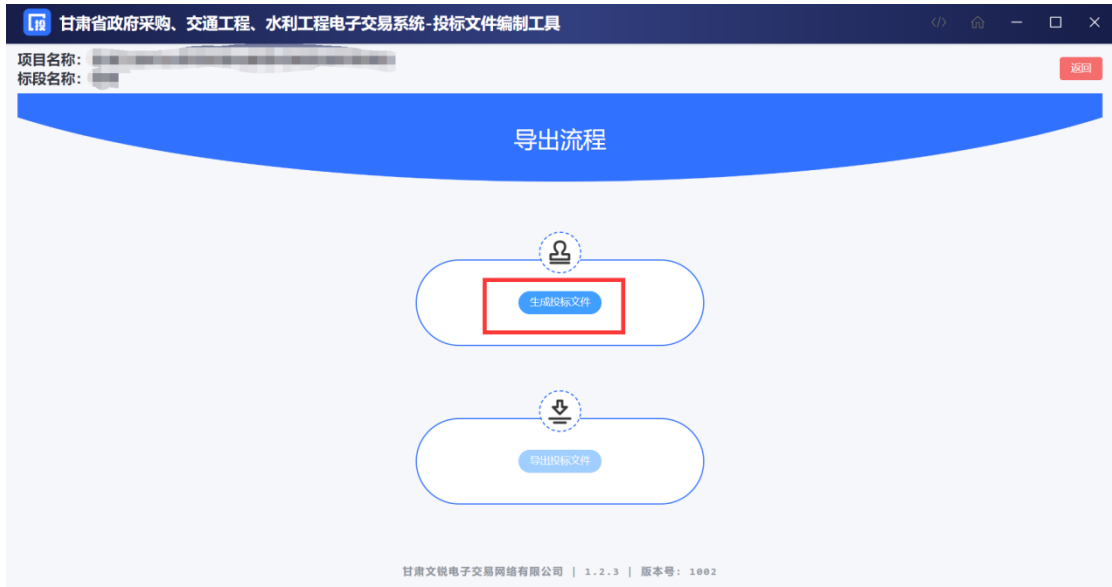 投 甘肃省政府采购、交通工程、水利工程电子交易系统-投标文件编制工具
项目名称:
标段名称:
返回
导出流程
生成投标文件
导出投标文件
甘肃文锐电子交易网络有限公司 | 1.2.3 | 版本号: 1002